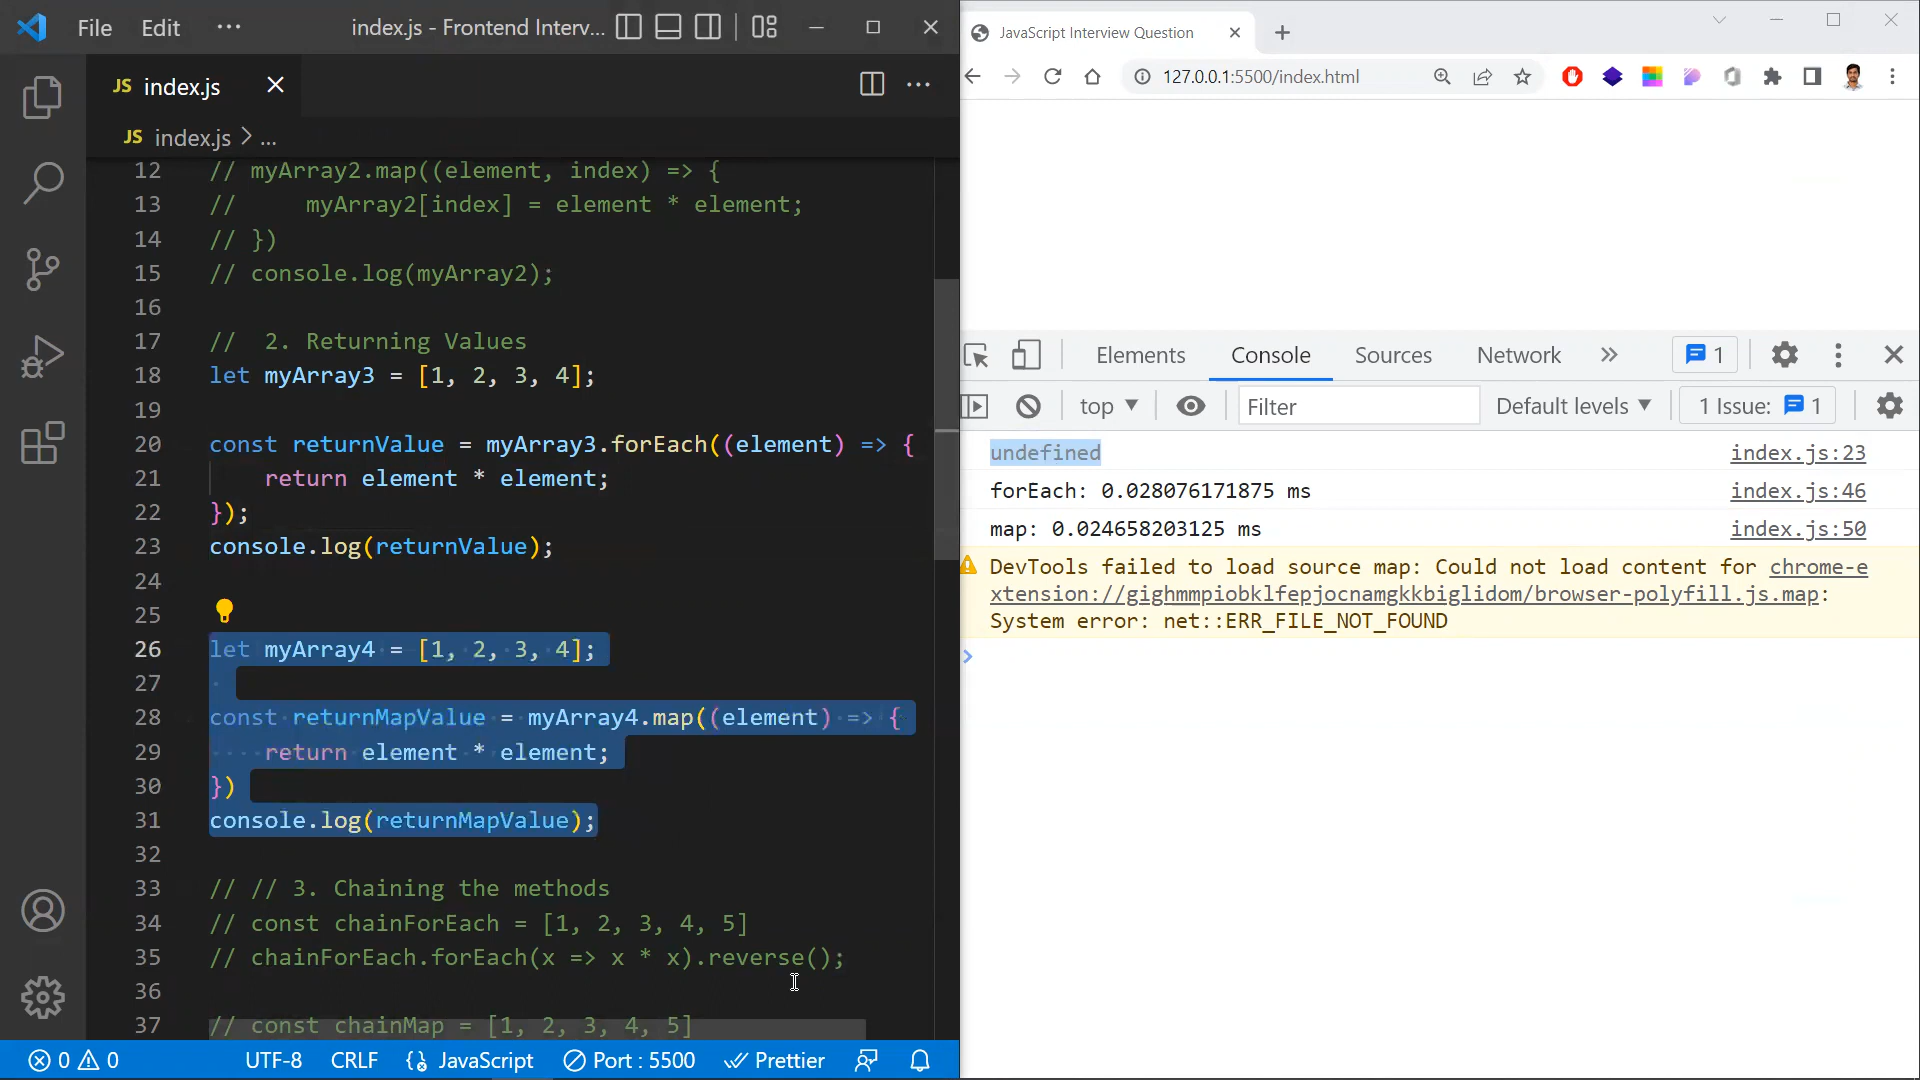 File Edit ··· index.js - Frontend Interv...
JS index.js
JS index.js > ...
12 // myArray2.map((element, index) => {
13 //     myArray2[index] = element * element;
14 // })
15 // console.log(myArray2);
16
17 //  2. Returning Values
18 let myArray3 = [1, 2, 3, 4];
19
20 const returnValue = myArray3.forEach((element) => {
21     return element * element;
22 });
23 console.log(returnValue);
24
25
26 let myArray4 = [1, 2, 3, 4];
27
28 const returnMapValue = myArray4.map((element) => {
29     return element * element;
30 })
31 console.log(returnMapValue);
32
33 // // 3. Chaining the methods
34 // const chainForEach = [1, 2, 3, 4, 5]
35 // chainForEach.forEach(x => x * x).reverse();
36
37 // const chainMap = [1, 2, 3, 4, 5]
0 0 UTF-8 CRLF {} JavaScript Port : 5500 Prettier
JavaScript Interview Question
127.0.0.1:5500/index.html
Elements Console Sources Network >> 1
top Filter Default levels 1 Issue: 1
undefined index.js:23
forEach: 0.028076171875 ms index.js:46
map: 0.024658203125 ms index.js:50
DevTools failed to load source map: Could not load content for chrome-e
xtension://gighmmpiobklfepjocnamgkkbiglidom/browser-polyfill.js.map:
System error: net::ERR_FILE_NOT_FOUND
>